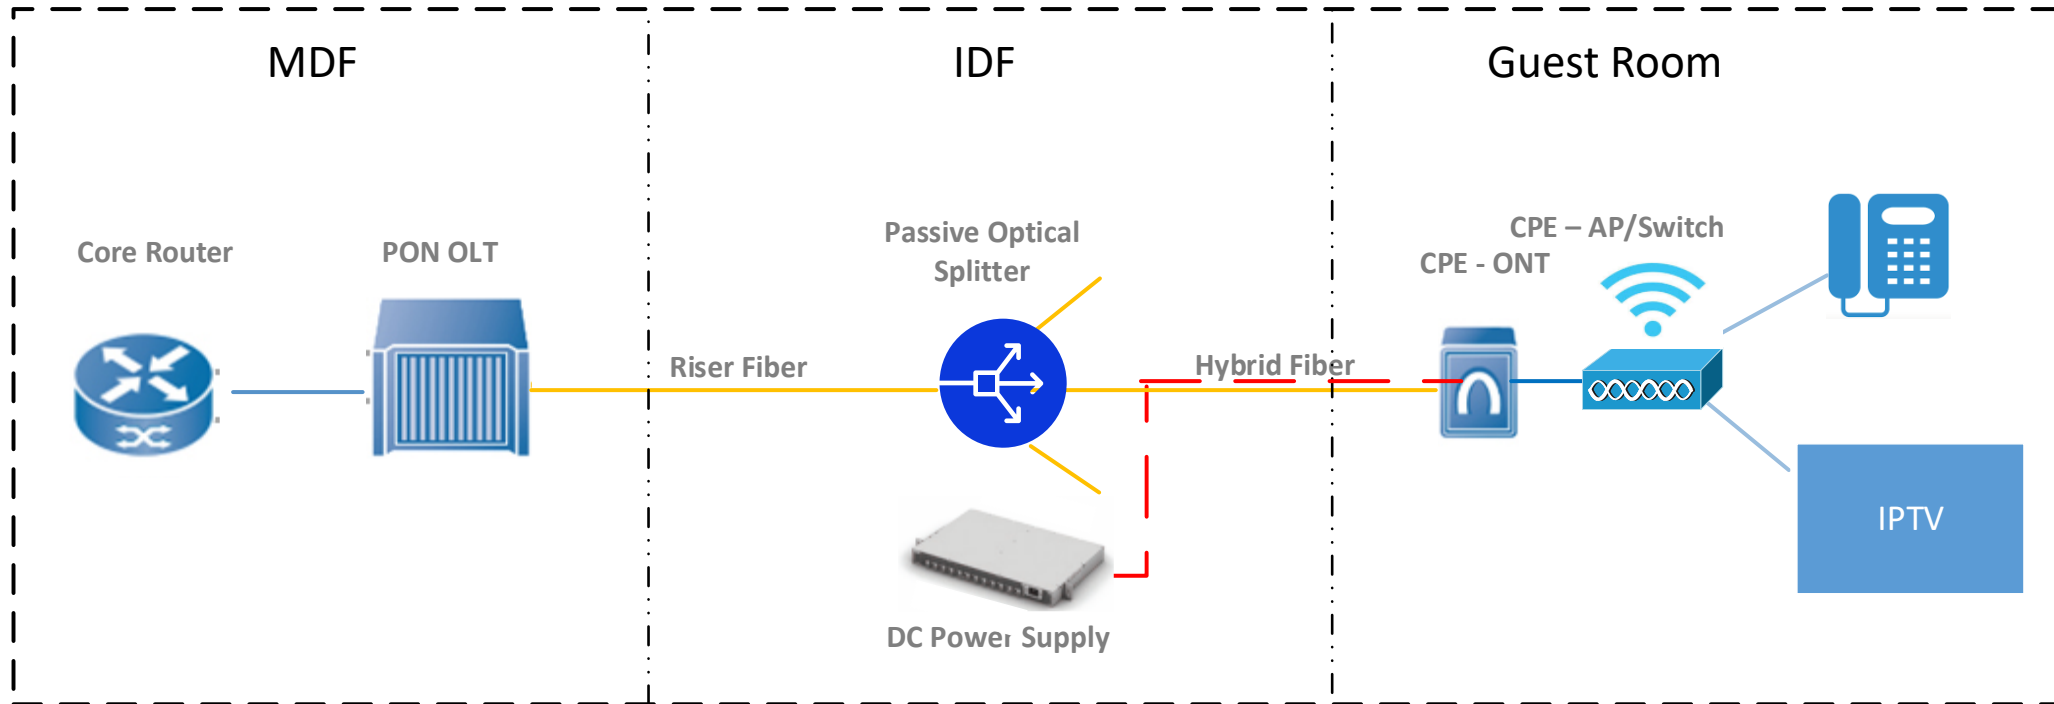 MDF
IDF
Guest Room
Core Router
PON OLT
Passive Optical
Splitter
CPE – AP/Switch
CPE - ONT
Riser Fiber
Hybrid Fiber
IPTV
DC Power Supply